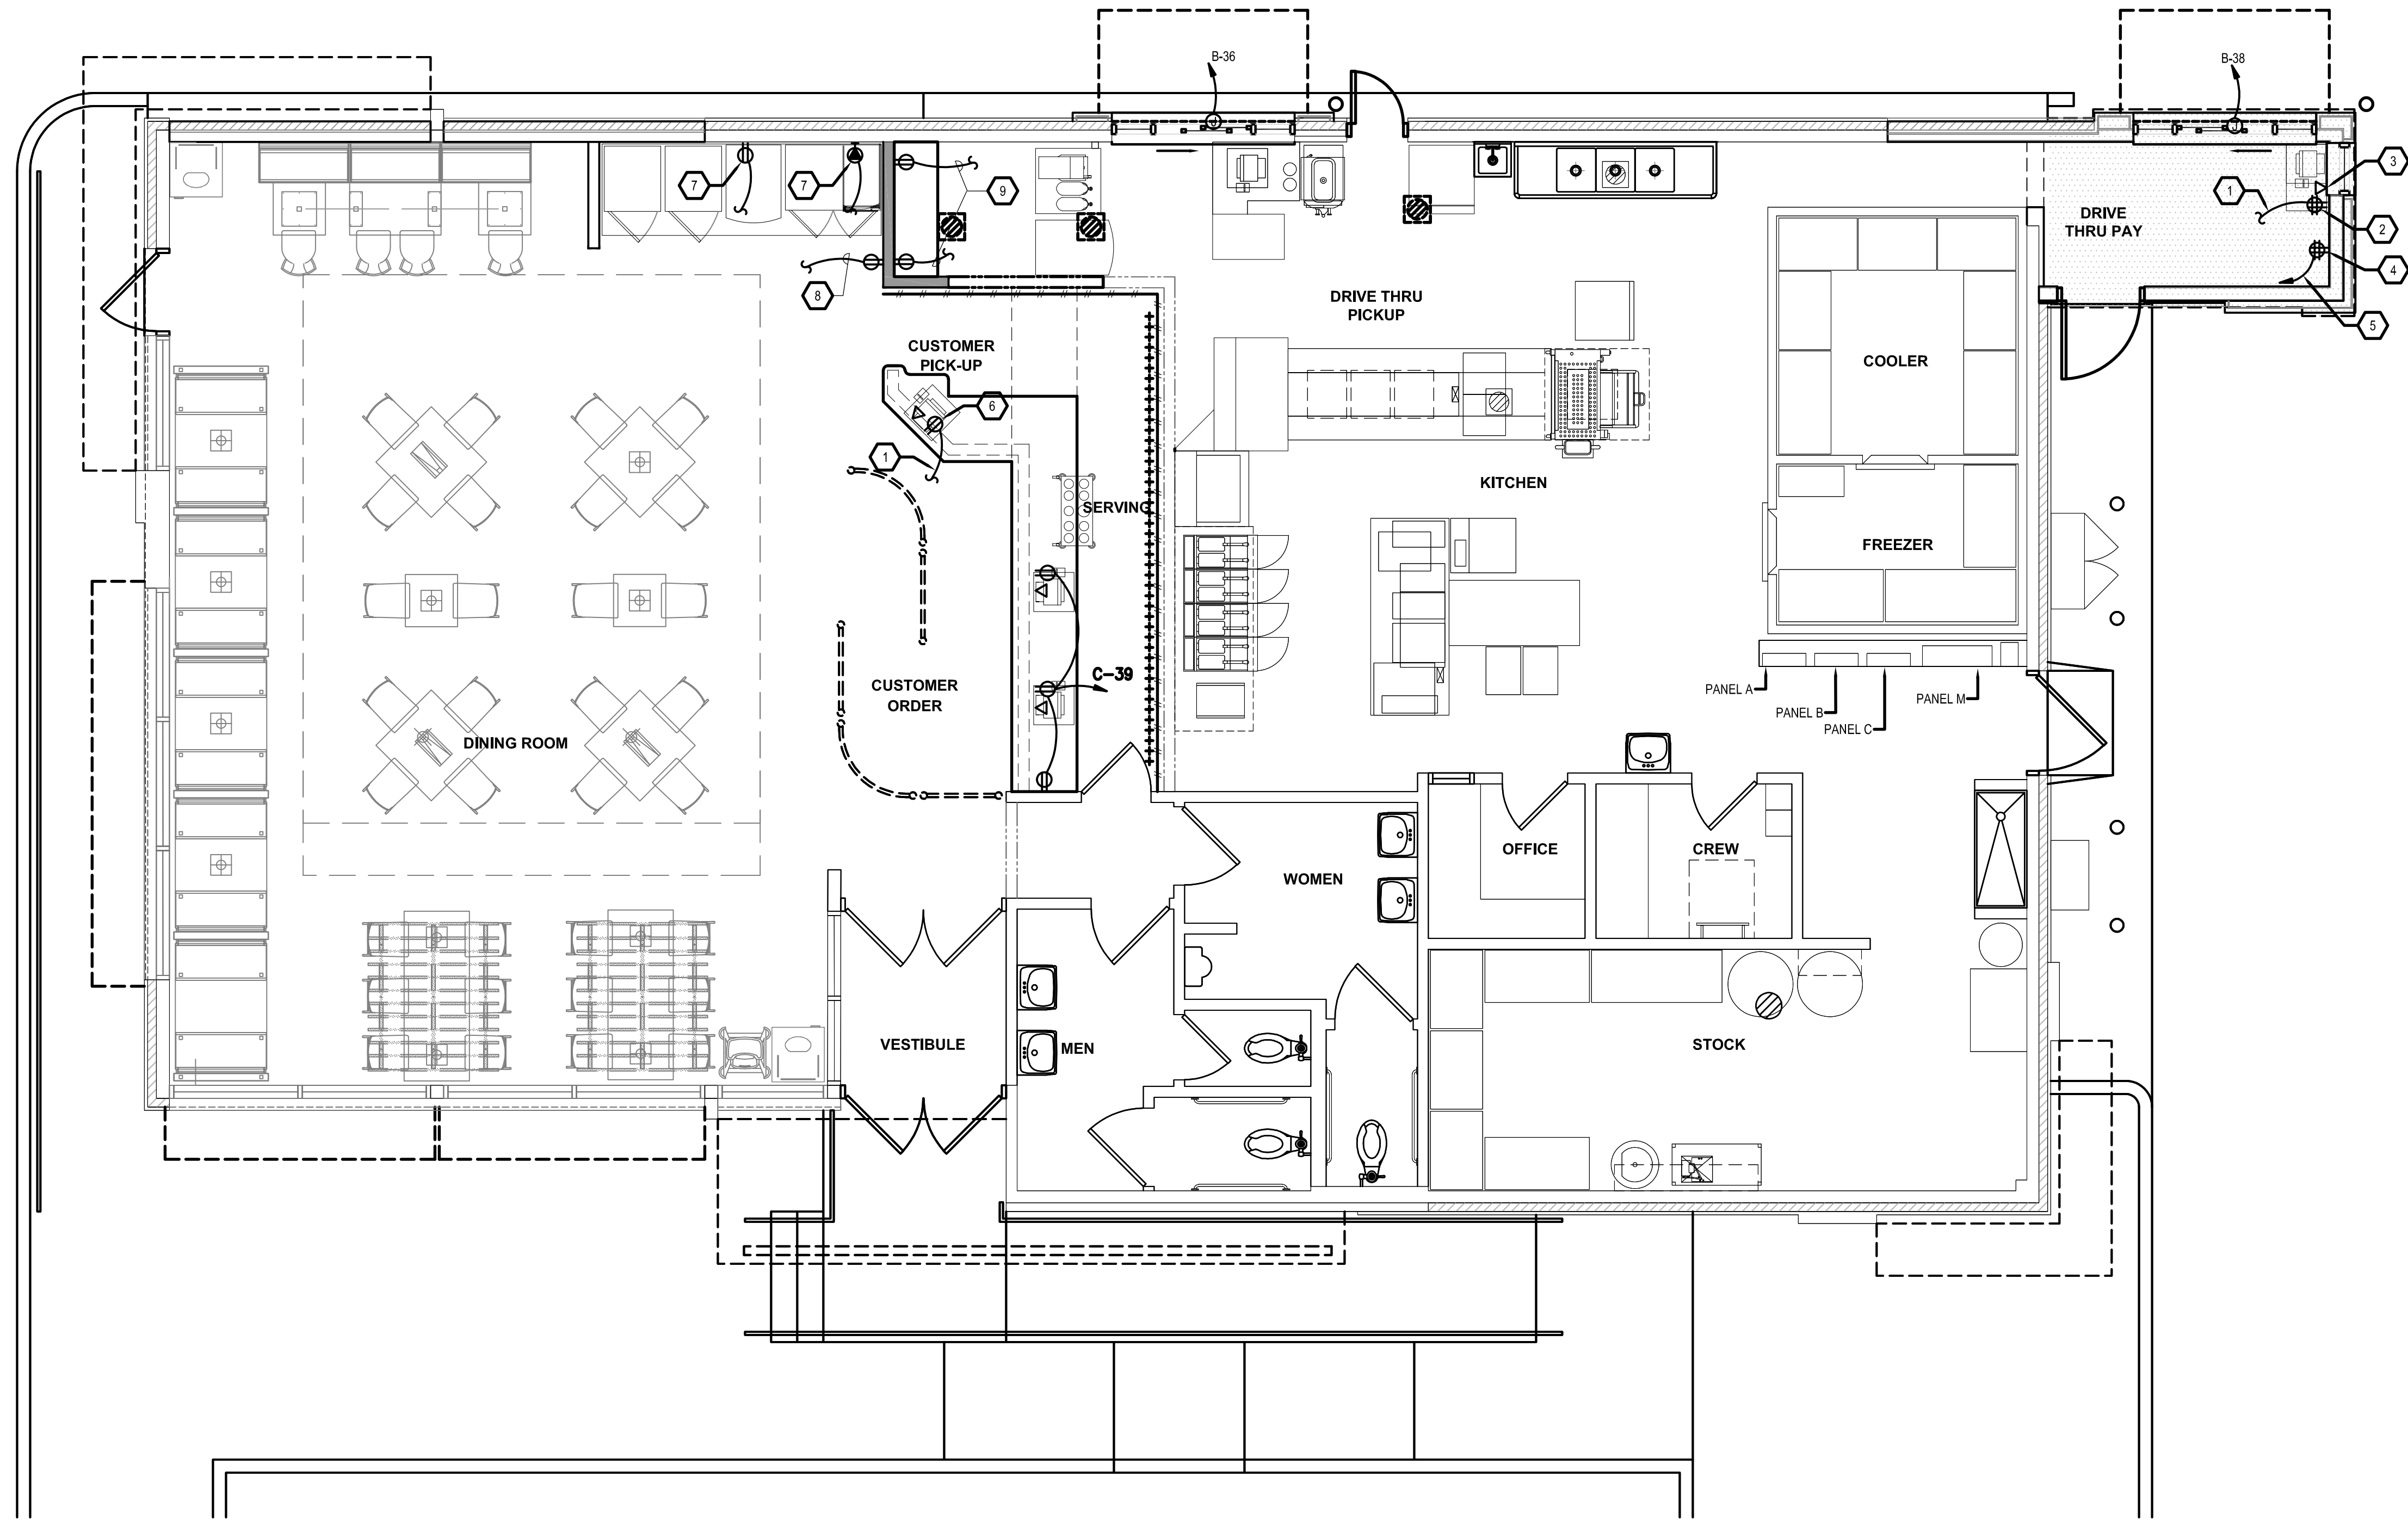 B-36
B-38
J
J
3
7
7
9
1
DRIVE
THRU PAY
2
4
8
DRIVE THRU
PICKUP
5
CUSTOMER
PICK-UP
COOLER
6
1
KITCHEN
SERVING
FREEZER
C-39
CUSTOMER
ORDER
PANEL A
PANEL B
PANEL C
PANEL M
DINING ROOM
OFFICE
CREW
WOMEN
VESTIBULE
MEN
STOCK